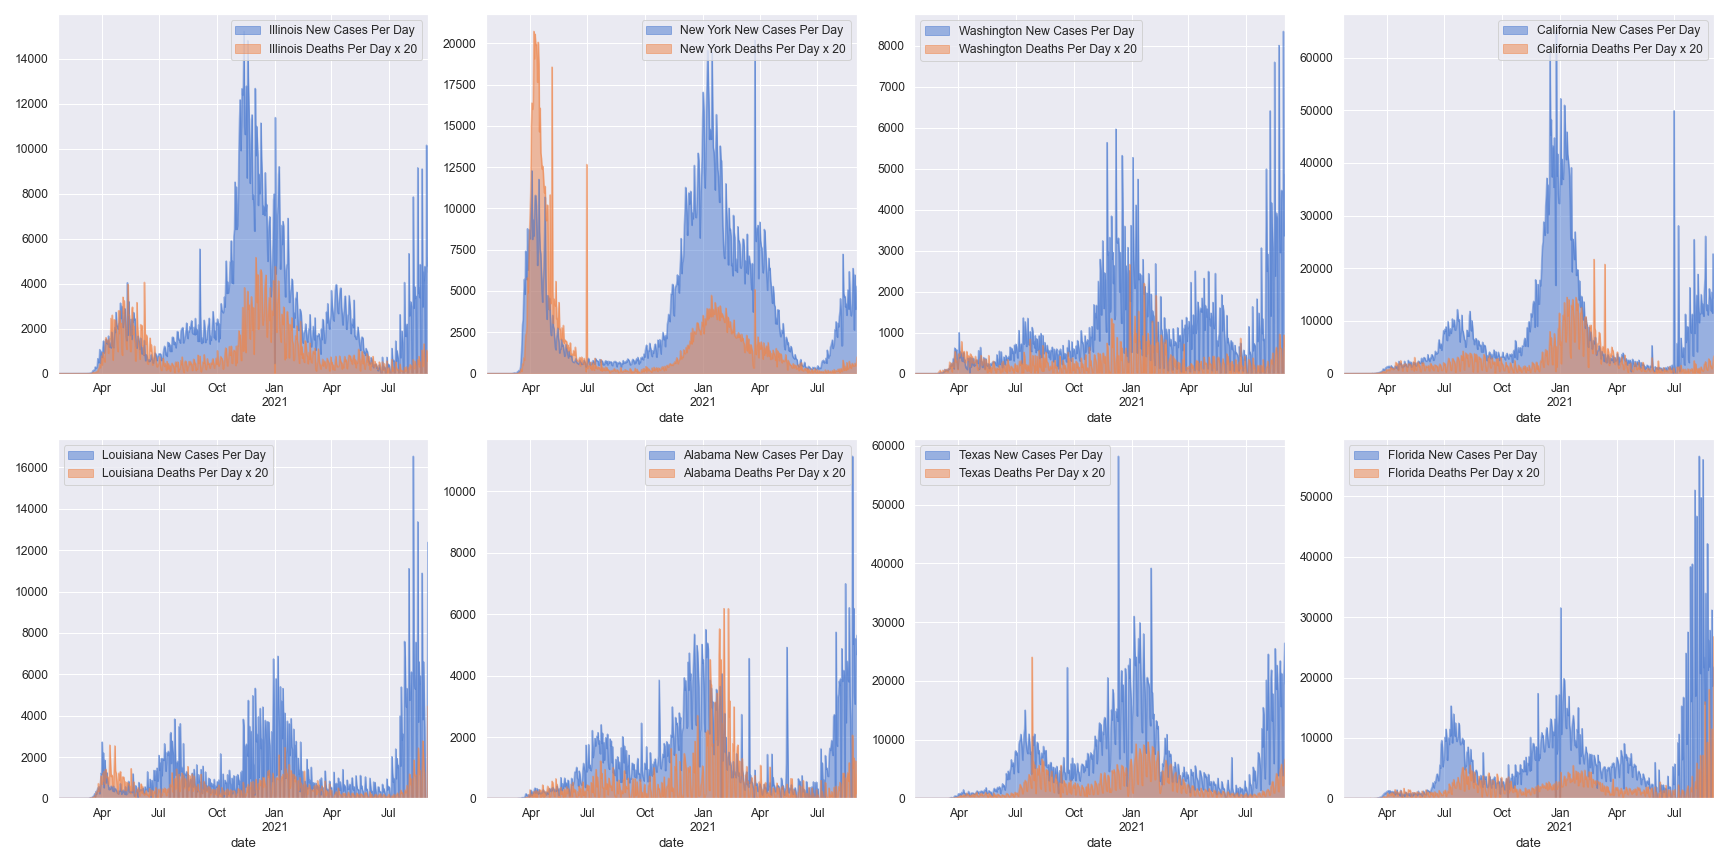 Illinois New Cases Per Day
Illinois Deaths Per Day x 20
14000
12000
10000
8000
6000
4000
2000
0
Apr Jul Oct Jan Apr Jul
2021
date
New York New Cases Per Day
New York Deaths Per Day x 20
20000
17500
15000
12500
10000
7500
5000
2500
0
Apr Jul Oct Jan Apr Jul
2021
date
Washington New Cases Per Day
Washington Deaths Per Day x 20
8000
7000
6000
5000
4000
3000
2000
1000
0
Apr Jul Oct Jan Apr Jul
2021
date
California New Cases Per Day
California Deaths Per Day x 20
60000
50000
40000
30000
20000
10000
0
Apr Jul Oct Jan Apr Jul
2021
date
Louisiana New Cases Per Day
Louisiana Deaths Per Day x 20
16000
14000
12000
10000
8000
6000
4000
2000
0
Apr Jul Oct Jan Apr Jul
2021
date
Alabama New Cases Per Day
Alabama Deaths Per Day x 20
10000
8000
6000
4000
2000
0
Apr Jul Oct Jan Apr Jul
2021
date
Texas New Cases Per Day
Texas Deaths Per Day x 20
60000
50000
40000
30000
20000
10000
0
Apr Jul Oct Jan Apr Jul
2021
date
Florida New Cases Per Day
Florida Deaths Per Day x 20
50000
40000
30000
20000
10000
0
Apr Jul Oct Jan Apr Jul
2021
date